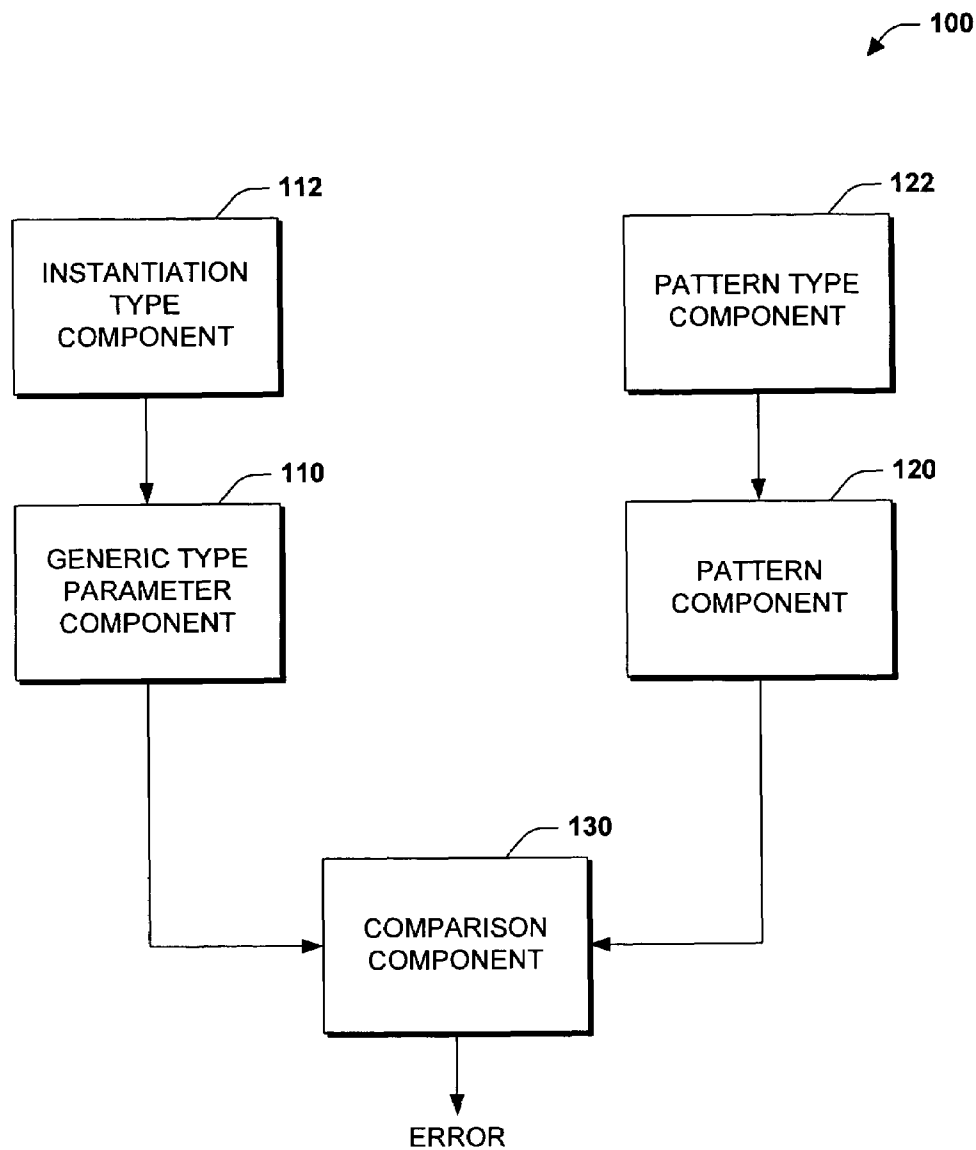 100
112
122
INSTANTIATION
TYPE
COMPONENT
PATTERN TYPE
COMPONENT
110
120
GENERIC TYPE
PARAMETER
COMPONENT
PATTERN
COMPONENT
130
COMPARISON
COMPONENT
ERROR